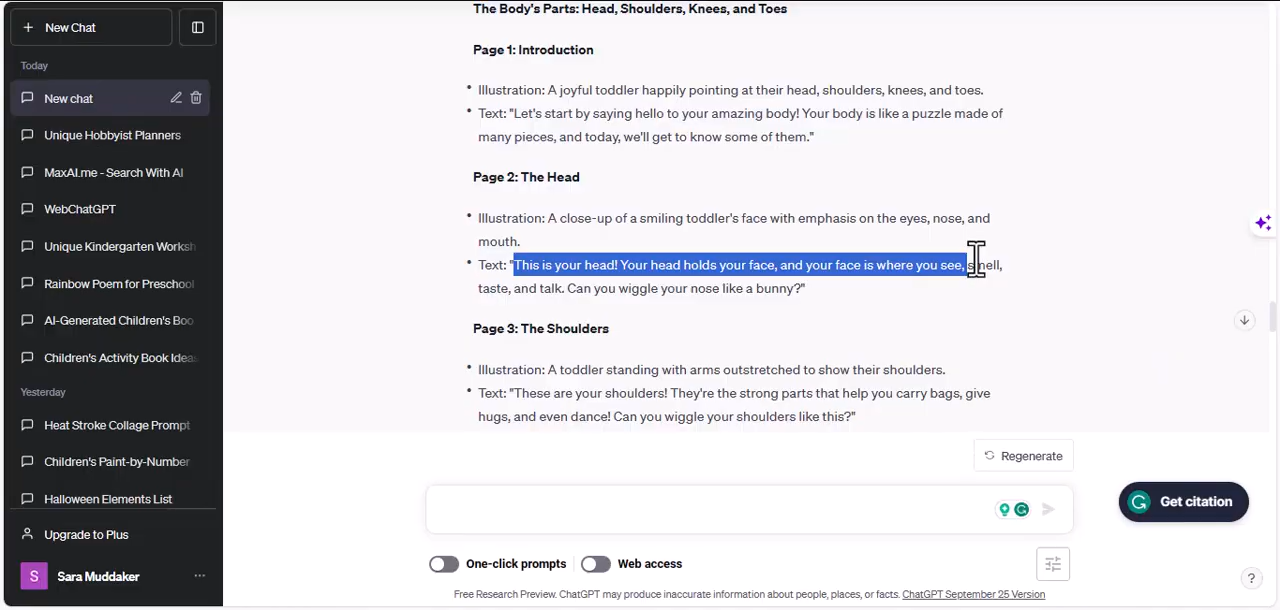 New Chat
Today
New chat
Unique Hobbyist Planners
MaxAI.me - Search With AI
WebChatGPT
Unique Kindergarten Worksh
Rainbow Poem for Preschool
AI-Generated Children's Boo
Children's Activity Book Idea
Yesterday
Heat Stroke Collage Prompt
Children's Paint-by-Number
Halloween Elements List
Upgrade to Plus
S Sara Muddaker
The Body's Parts: Head, Shoulders, Knees, and Toes
Page 1: Introduction
• Illustration: A joyful toddler happily pointing at their head, shoulders, knees, and toes.
• Text: "Let's start by saying hello to your amazing body! Your body is like a puzzle made of
many pieces, and today, we'll get to know some of them."
Page 2: The Head
• Illustration: A close-up of a smiling toddler's face with emphasis on the eyes, nose, and
mouth.
• Text: "This is your head! Your head holds your face, and your face is where you see, smell,
taste, and talk. Can you wiggle your nose like a bunny?"
Page 3: The Shoulders
• Illustration: A toddler standing with arms outstretched to show their shoulders.
• Text: "These are your shoulders! They're the strong parts that help you carry bags, give
hugs, and even dance! Can you wiggle your shoulders like this?"
Regenerate
Get citation
One-click prompts
Web access
Free Research Preview. ChatGPT may produce inaccurate information about people, places, or facts. ChatGPT September 25 Version
?